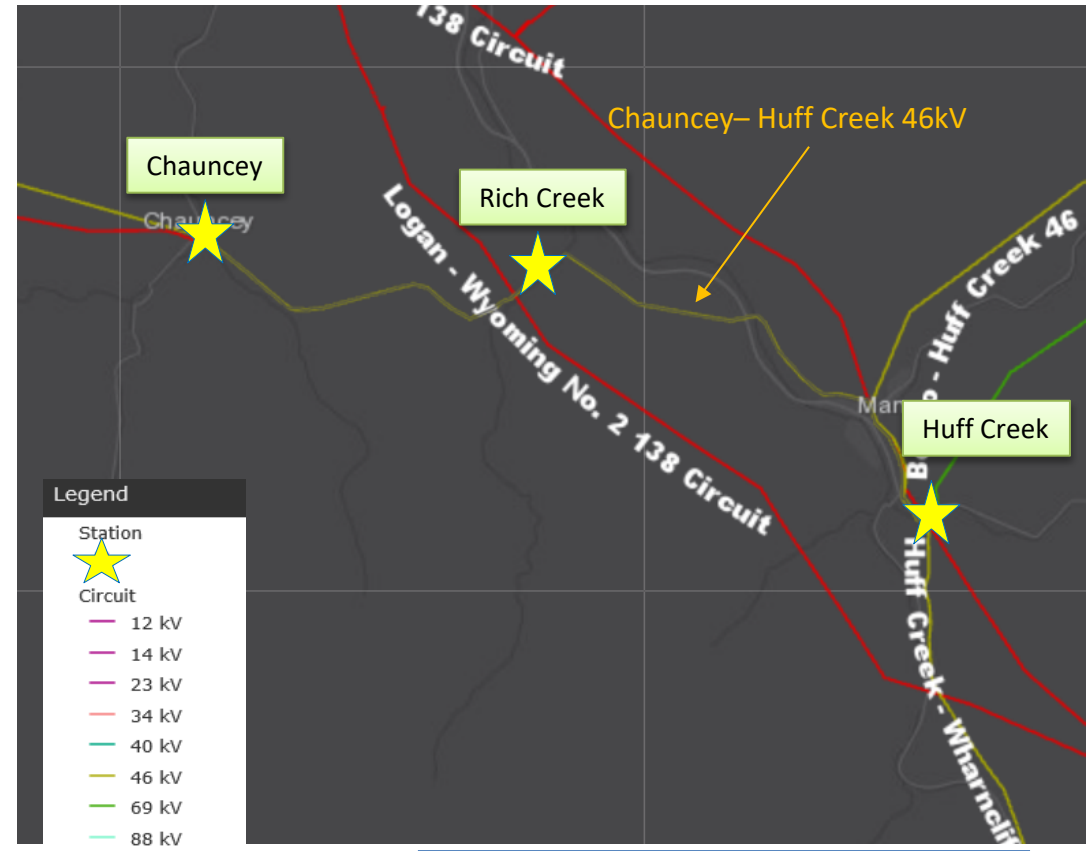 138 Circuit
Chauncey– Huff Creek 46kV
Chauncey
Chauncey
Rich Creek
Logan - Wyoming No. 2 138 Circuit
- Huff Creek 46
Huff Creek
Huff Creek -
Legend
Station
Circuit
12 kV
14 kV
23 kV
34 kV
40 kV
46 kV
69 kV
88 kV